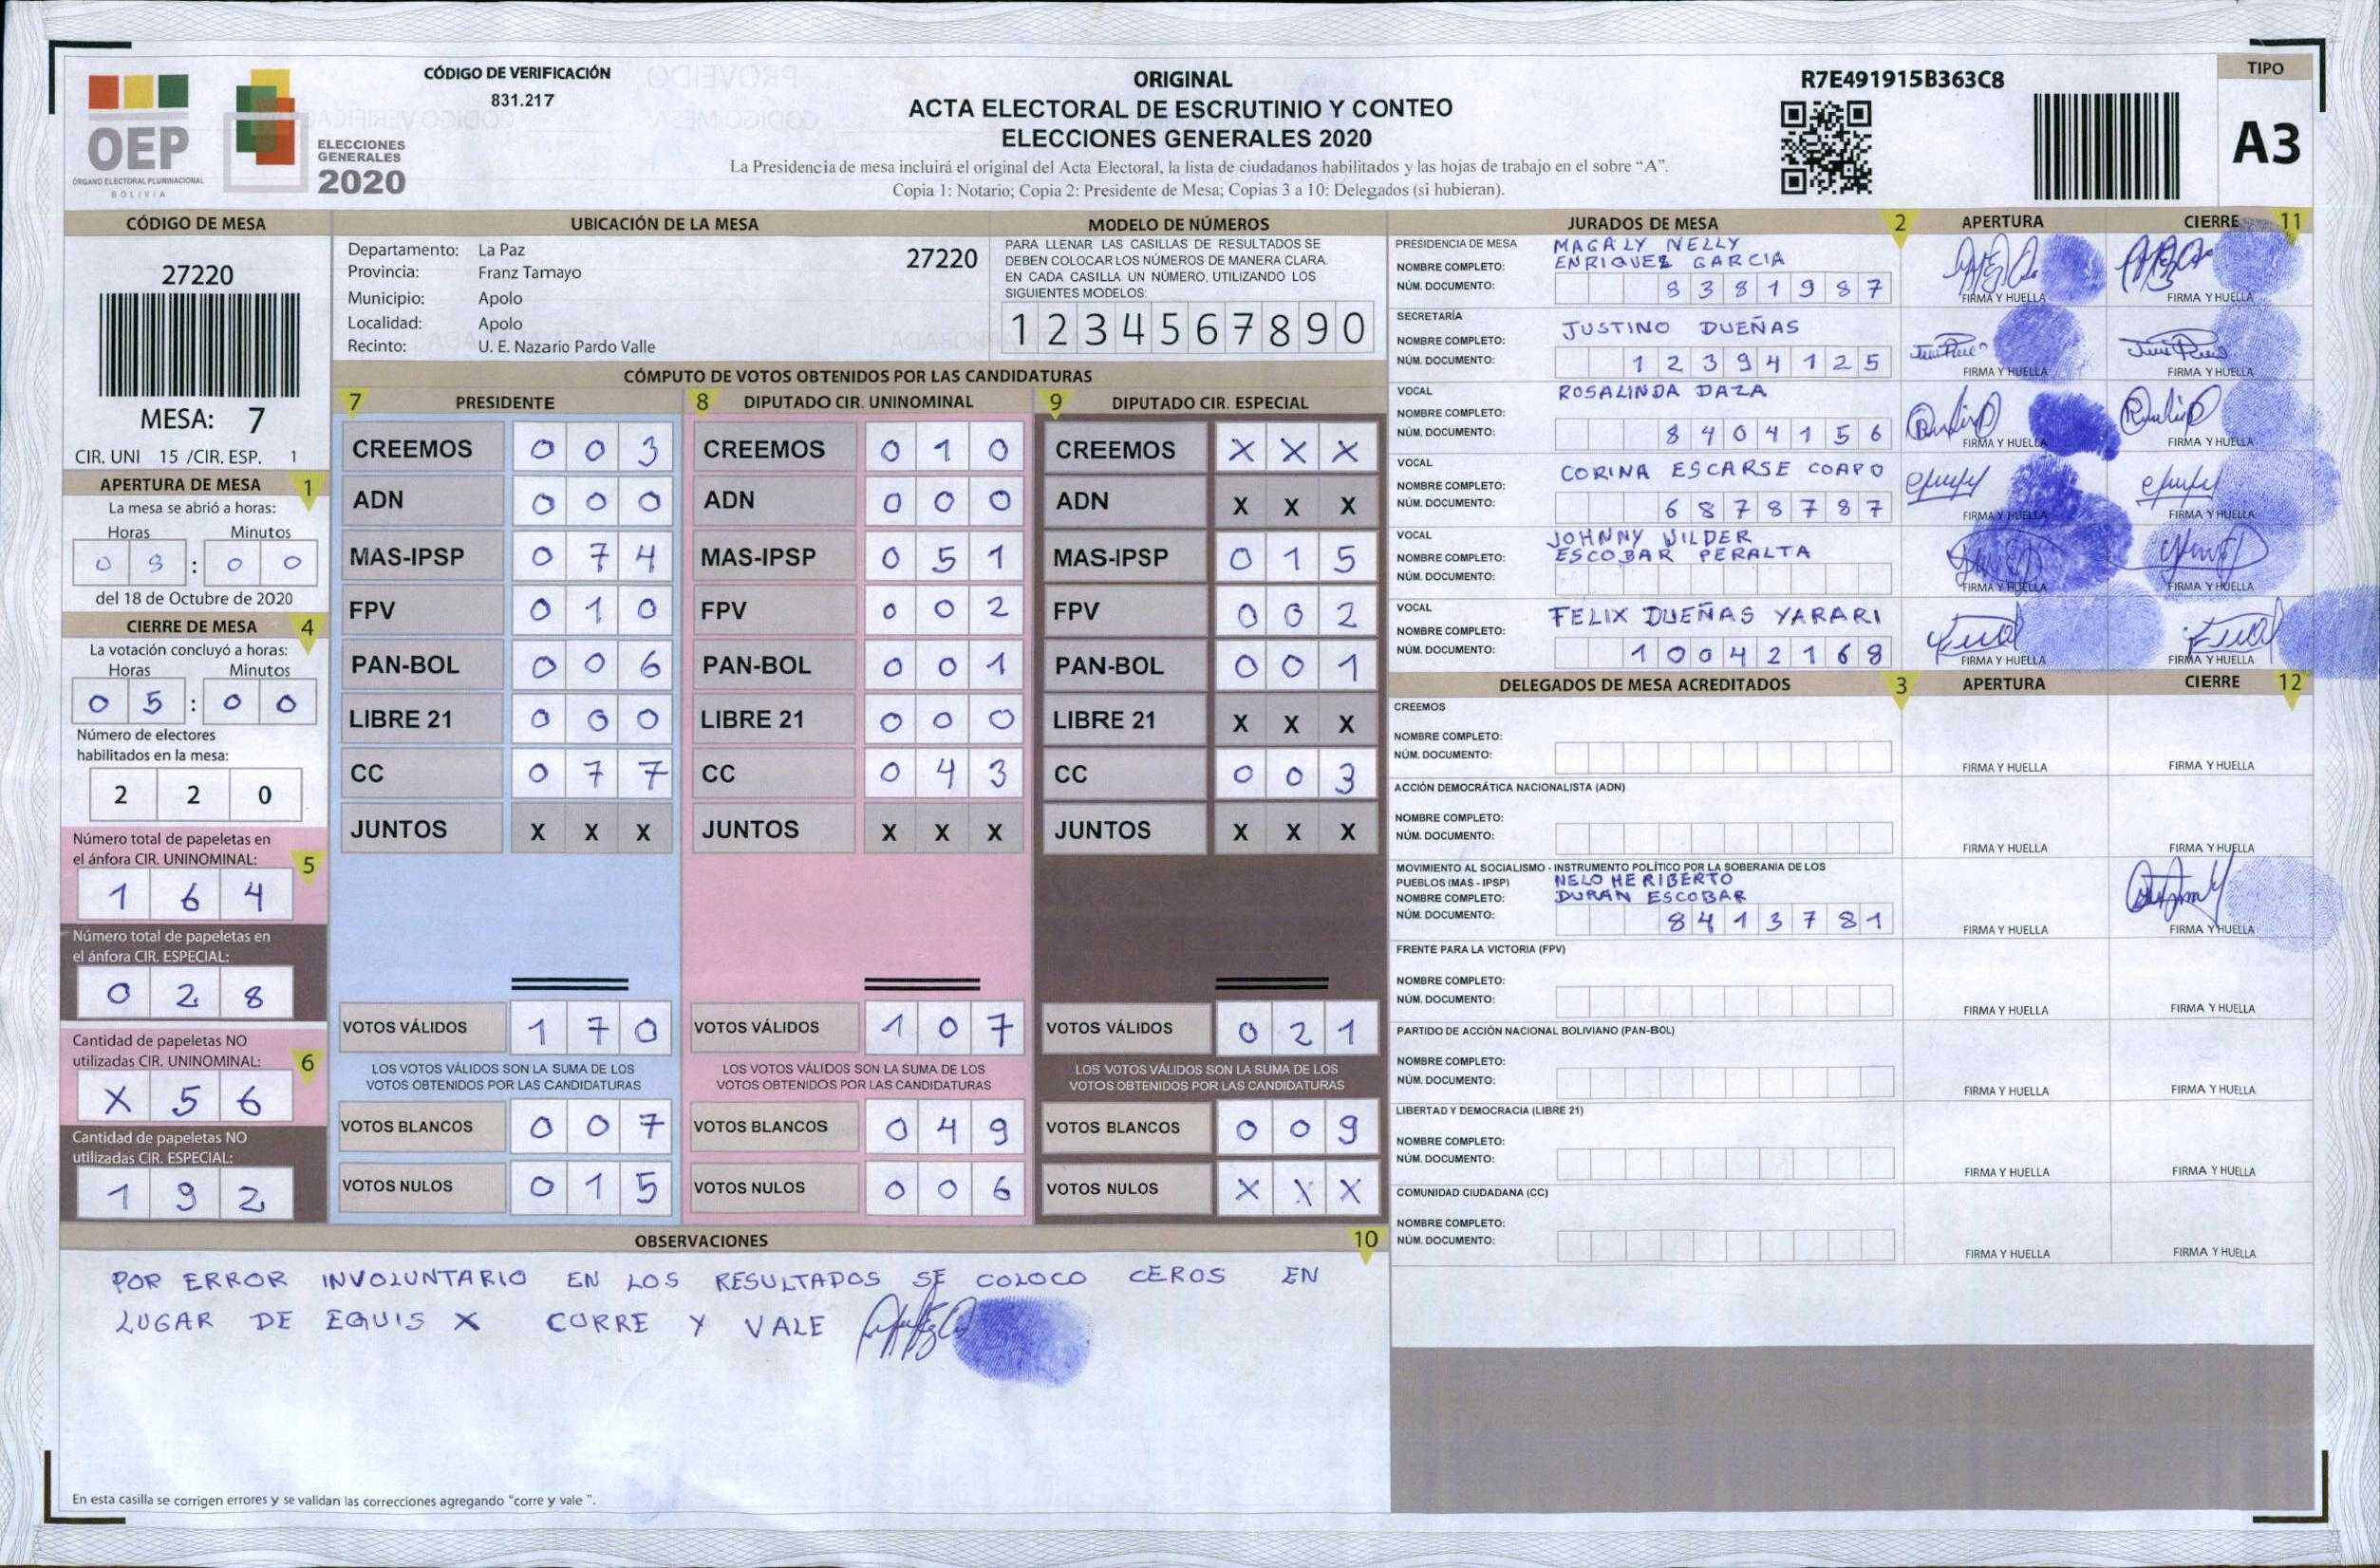 CÓDIGO DE VERIFICACIÓN
831.217
OEP
ÓRGANO ELECTORAL PLURINACIONAL
BOLIVIA
ELECCIONES
GENERALES
2020
ORIGINAL
ACTA ELECTORAL DE ESCRUTINIO Y CONTEO
ELECCIONES GENERALES 2020
La Presidencia de mesa incluirá el original del Acta Electoral, la lista de ciudadanos habilitados y las hojas de trabajo en el sobre “A”.
Copia 1: Notario; Copia 2: Presidente de Mesa; Copias 3 a 10: Delegados (si hubieran).
R7E491915B363C8
TIPO
A3
CÓDIGO DE MESA
27220
MESA: 7
CIR. UNI 15 /CIR. ESP. 1
UBICACIÓN DE LA MESA
Departamento: La Paz
27220
Provincia: Franz Tamayo
Municipio: Apolo
Localidad: Apolo
Recinto: U. E. Nazario Pardo Valle
MODELO DE NÚMEROS
PARA LLENAR LAS CASILLAS DE RESULTADOS SE
DEBEN COLOCAR LOS NÚMEROS DE MANERA CLARA.
EN CADA CASILLA UN NÚMERO, UTILIZANDO LOS
SIGUIENTES MODELOS:
1 2 3 4 5 6 7 8 9 0
APERTURA DE MESA 1
La mesa se abrió a horas:
Horas Minutos
0 9 : 0 0
del 18 de Octubre de 2020
CIERRE DE MESA 4
La votación concluyó a horas:
Horas Minutos
0 5 : 0 0
Número de electores
habilitados en la mesa:
2 2 0
Número total de papeletas en
el ánfora CIR. UNINOMINAL: 5
1 6 4
Número total de papeletas en
el ánfora CIR. ESPECIAL:
0 2 8
Cantidad de papeletas NO
utilizadas CIR. UNINOMINAL: 6
X 5 6
Cantidad de papeletas NO
utilizadas CIR. ESPECIAL:
1 9 2
CÓMPUTO DE VOTOS OBTENIDOS POR LAS CANDIDATURAS
7 PRESIDENTE
CREEMOS 0 0 3
ADN 0 0 0
MAS-IPSP 0 7 4
FPV 0 1 0
PAN-BOL 0 0 6
LIBRE 21 0 0 0
CC 0 7 7
JUNTOS X X X
VOTOS VÁLIDOS 1 7 0
LOS VOTOS VÁLIDOS SON LA SUMA DE LOS
VOTOS OBTENIDOS POR LAS CANDIDATURAS
VOTOS BLANCOS 0 0 7
VOTOS NULOS 0 1 5
8 DIPUTADO CIR. UNINOMINAL
CREEMOS 0 1 0
ADN 0 0 0
MAS-IPSP 0 5 1
FPV 0 0 2
PAN-BOL 0 0 1
LIBRE 21 0 0 0
CC 0 4 3
JUNTOS X X X
VOTOS VÁLIDOS 1 0 7
LOS VOTOS VÁLIDOS SON LA SUMA DE LOS
VOTOS OBTENIDOS POR LAS CANDIDATURAS
VOTOS BLANCOS 0 4 9
VOTOS NULOS 0 0 6
9 DIPUTADO CIR. ESPECIAL
CREEMOS X X X
ADN X X X
MAS-IPSP 0 1 5
FPV 0 0 2
PAN-BOL 0 0 1
LIBRE 21 X X X
CC 0 0 3
JUNTOS X X X
VOTOS VÁLIDOS 0 2 1
LOS VOTOS VÁLIDOS SON LA SUMA DE LOS
VOTOS OBTENIDOS POR LAS CANDIDATURAS
VOTOS BLANCOS 0 0 9
VOTOS NULOS X X X
OBSERVACIONES 10
POR ERROR INVOLUNTARIO EN LOS RESULTADOS SE COLOCO CEROS EN
LUGAR DE EQUIS X CORRE Y VALE
En esta casilla se corrigen errores y se validan las correcciones agregando “corre y vale ”.
JURADOS DE MESA 2 APERTURA CIERRE 11
PRESIDENCIA DE MESA MAGALY NELLY
NOMBRE COMPLETO: ENRIQUEZ GARCIA
NÚM. DOCUMENTO: 8 3 8 1 9 8 7
FIRMA Y HUELLA FIRMA Y HUELLA
SECRETARÍA
NOMBRE COMPLETO: JUSTINO DUEÑAS
NÚM. DOCUMENTO: 1 2 3 9 4 1 2 5
FIRMA Y HUELLA FIRMA Y HUELLA
VOCAL ROSALINDA DAZA
NOMBRE COMPLETO:
NÚM. DOCUMENTO: 8 4 0 4 1 5 6
FIRMA Y HUELLA FIRMA Y HUELLA
VOCAL
NOMBRE COMPLETO: CORINA ESCARSE COAPO
NÚM. DOCUMENTO: 6 8 7 8 7 8 7
FIRMA Y HUELLA FIRMA Y HUELLA
VOCAL JOHNNY WILDER
NOMBRE COMPLETO: ESCOBAR PERALTA
NÚM. DOCUMENTO:
FIRMA Y HUELLA FIRMA Y HUELLA
VOCAL FELIX DUEÑAS YARARI
NOMBRE COMPLETO:
NÚM. DOCUMENTO: 1 0 0 4 2 1 6 8
FIRMA Y HUELLA FIRMA Y HUELLA
DELEGADOS DE MESA ACREDITADOS 3 APERTURA CIERRE 12
CREEMOS
NOMBRE COMPLETO:
NÚM. DOCUMENTO:
FIRMA Y HUELLA FIRMA Y HUELLA
ACCIÓN DEMOCRÁTICA NACIONALISTA (ADN)
NOMBRE COMPLETO:
NÚM. DOCUMENTO:
FIRMA Y HUELLA FIRMA Y HUELLA
MOVIMIENTO AL SOCIALISMO - INSTRUMENTO POLÍTICO POR LA SOBERANIA DE LOS
PUEBLOS (MAS - IPSP) NELO HERIBERTO
NOMBRE COMPLETO: DURAN ESCOBAR
NÚM. DOCUMENTO: 8 4 1 3 7 8 1
FIRMA Y HUELLA FIRMA Y HUELLA
FRENTE PARA LA VICTORIA (FPV)
NOMBRE COMPLETO:
NÚM. DOCUMENTO:
FIRMA Y HUELLA FIRMA Y HUELLA
PARTIDO DE ACCIÓN NACIONAL BOLIVIANO (PAN-BOL)
NOMBRE COMPLETO:
NÚM. DOCUMENTO:
FIRMA Y HUELLA FIRMA Y HUELLA
LIBERTAD Y DEMOCRACIA (LIBRE 21)
NOMBRE COMPLETO:
NÚM. DOCUMENTO:
FIRMA Y HUELLA FIRMA Y HUELLA
COMUNIDAD CIUDADANA (CC)
NOMBRE COMPLETO:
NÚM. DOCUMENTO:
FIRMA Y HUELLA FIRMA Y HUELLA